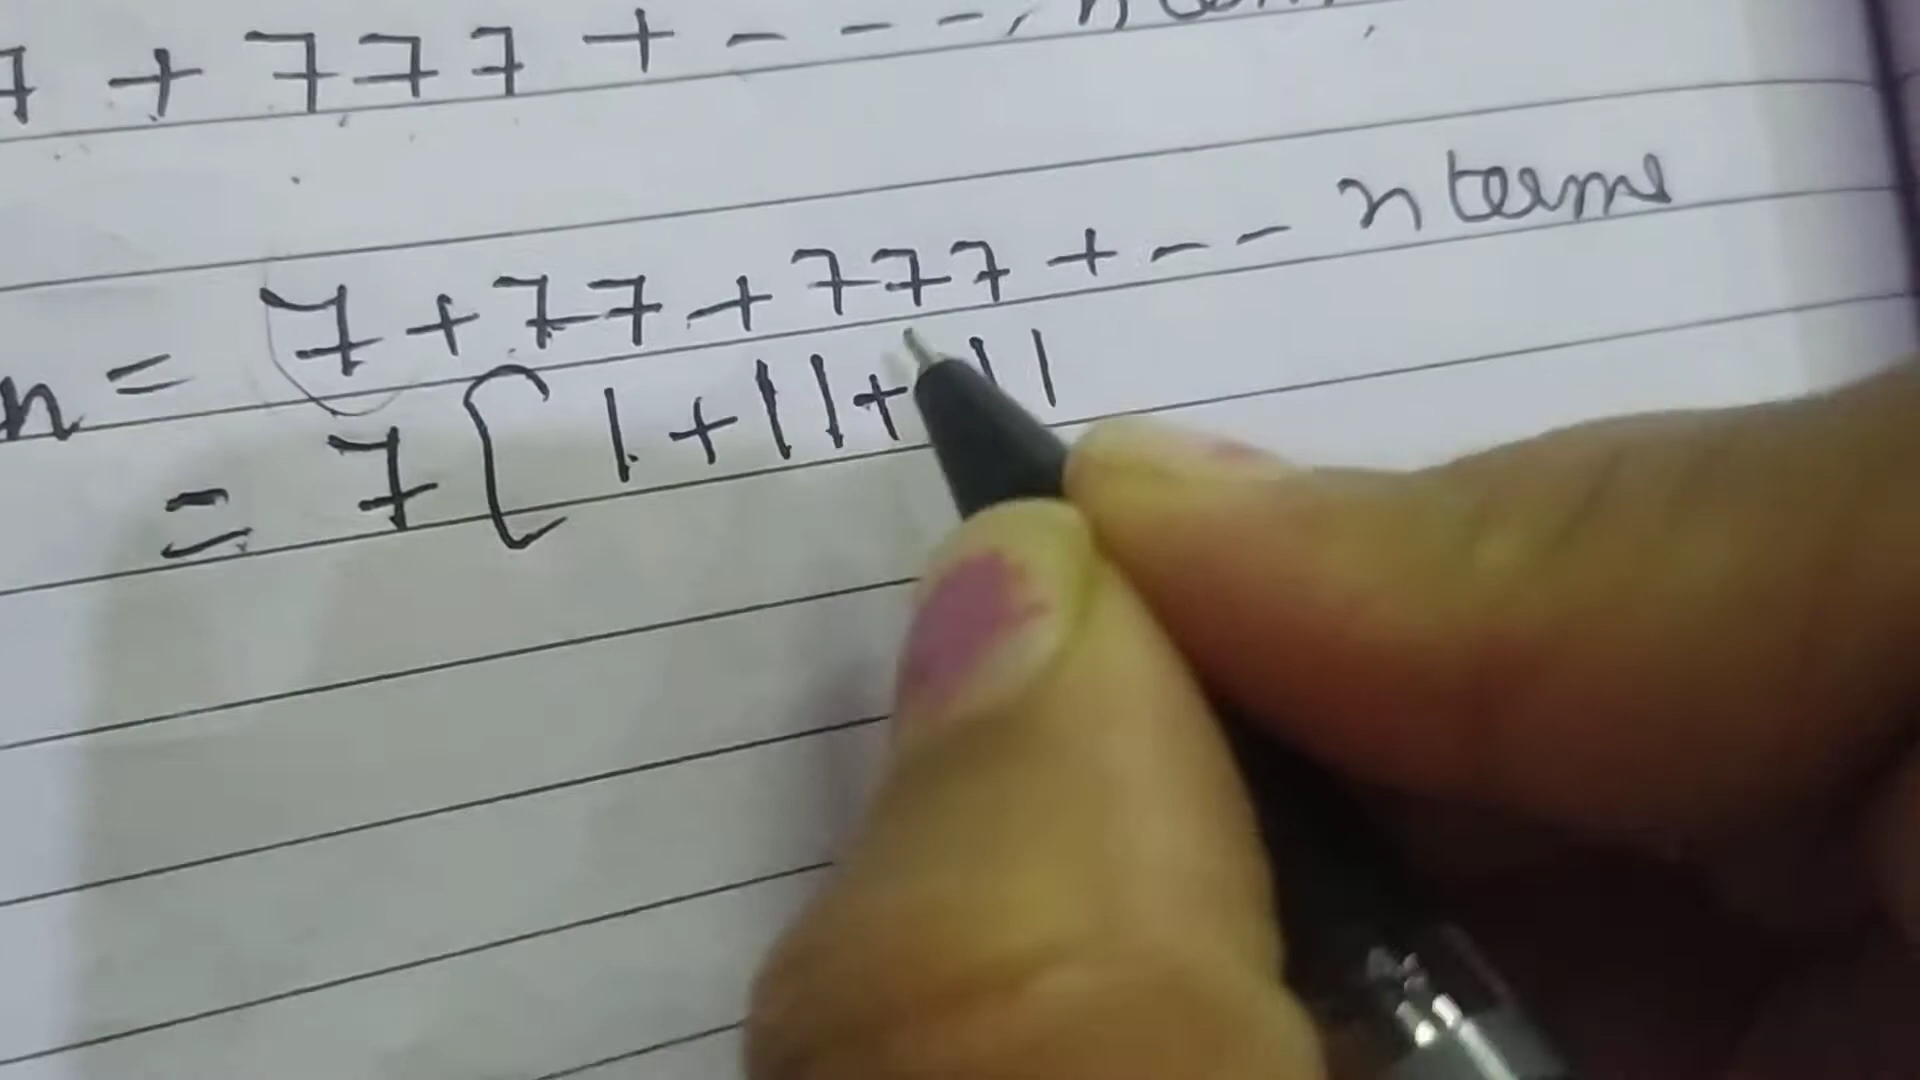 7 + 777 + - - - , n
n = 7 + 77 + 777 + - - - n terms
= 7 [ 1 + 11 + 111